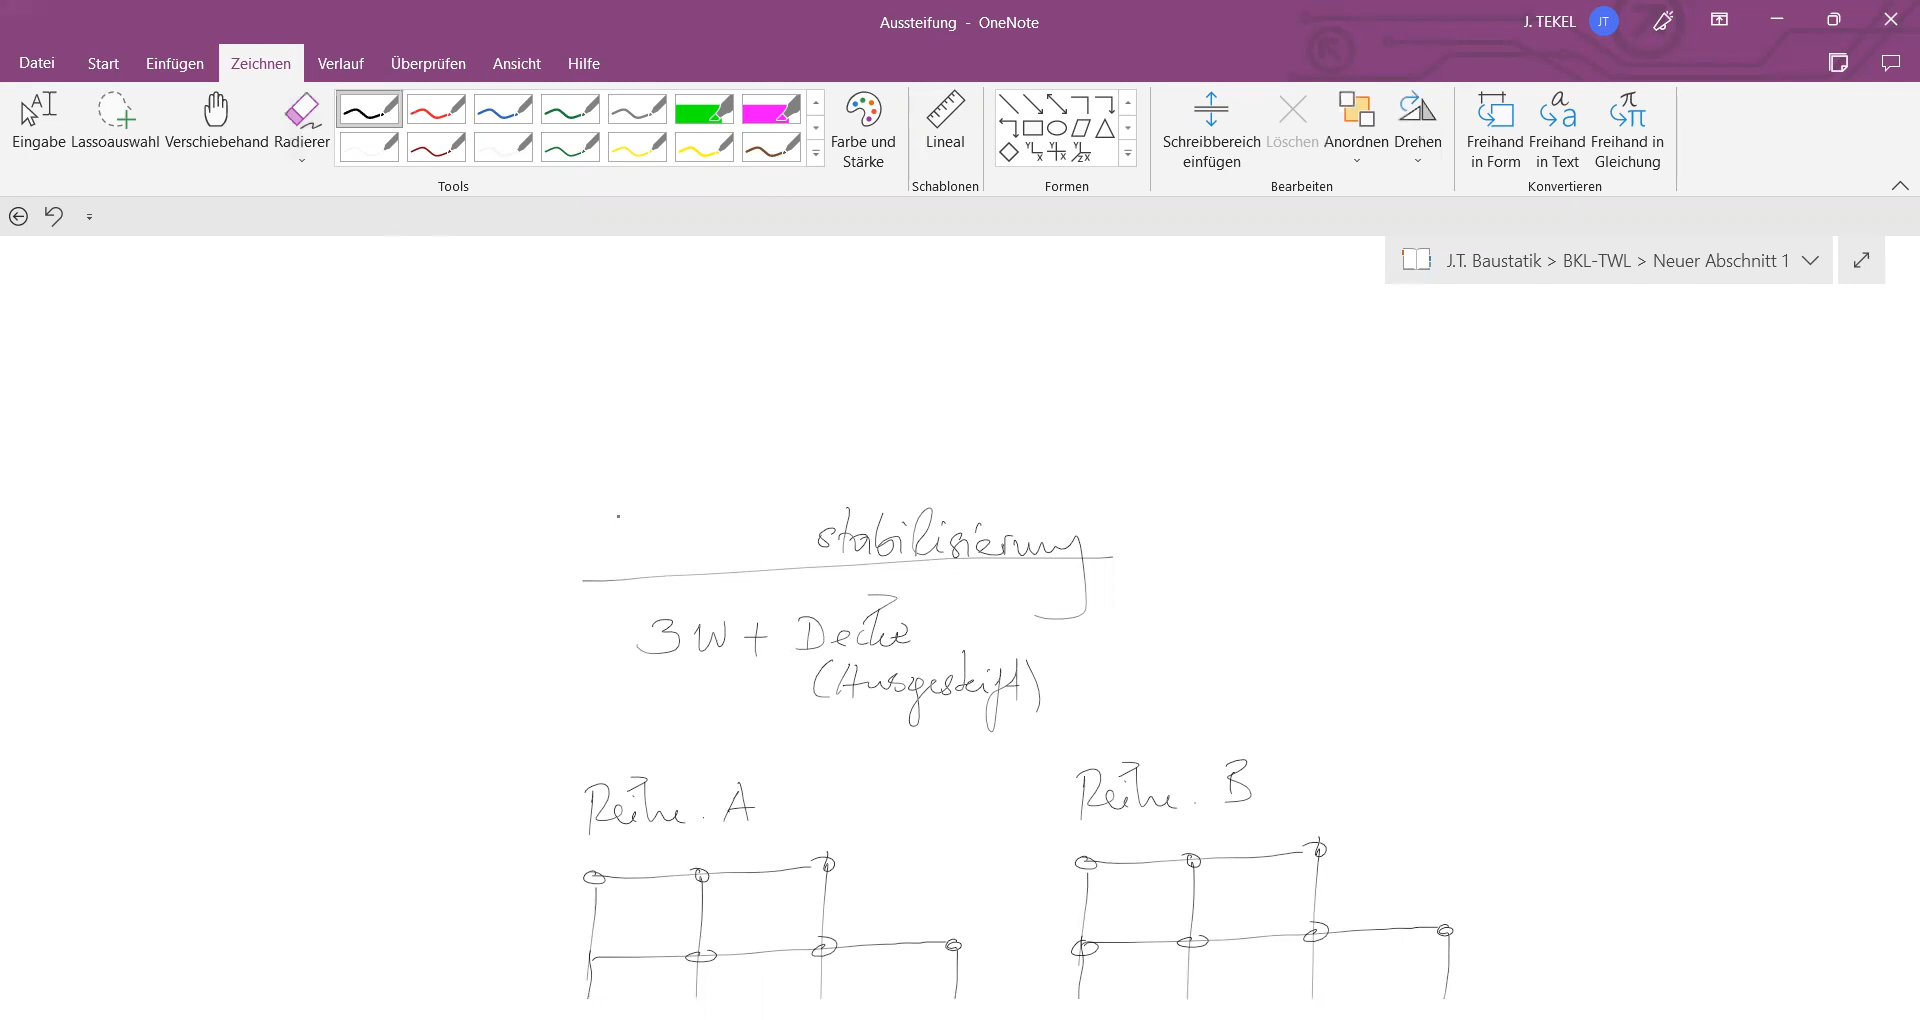 Aussteifung - OneNote
J. TEKEL
JT
Datei Start Einfügen Zeichnen Verlauf Überprüfen Ansicht Hilfe
Eingabe Lassoauswahl Verschiebehand Radierer
Farbe und Stärke
Lineal
Schreibbereich einfügen
Löschen Anordnen Drehen
Freihand in Form
Freihand in Text
Freihand in Gleichung
Tools
Schablonen
Formen
Bearbeiten
Konvertieren
J.T. Baustatik > BKL-TWL > Neuer Abschnitt 1
stabilisierung
3 W + Decke
(Ausgesteift)
Reihe. A
Reihe. B